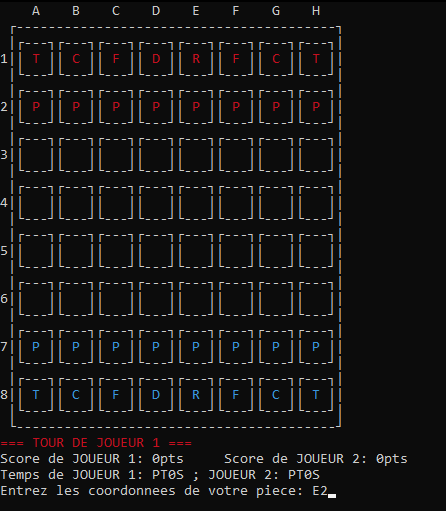 A B C D E F G H
1 T C F D R F C T
2 P P P P P P P P
3
4
5
6
7 P P P P P P P P
8 T C F D R F C T
=== TOUR DE JOUEUR 1 ===
Score de JOUEUR 1: 0pts Score de JOUEUR 2: 0pts
Temps de JOUEUR 1: PT0S ; JOUEUR 2: PT0S
Entrez les coordonnees de votre piece: E2